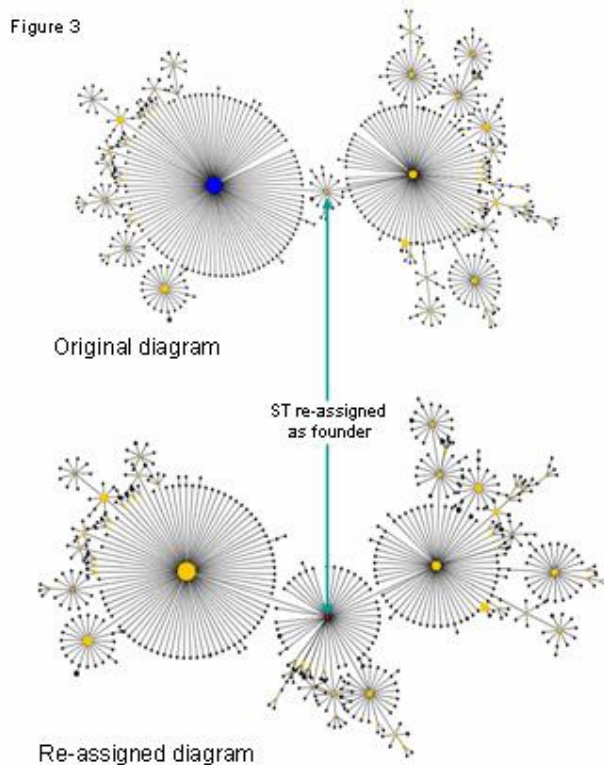 Figure 3
Original diagram
ST re-assigned
as founder
Re-assigned diagram